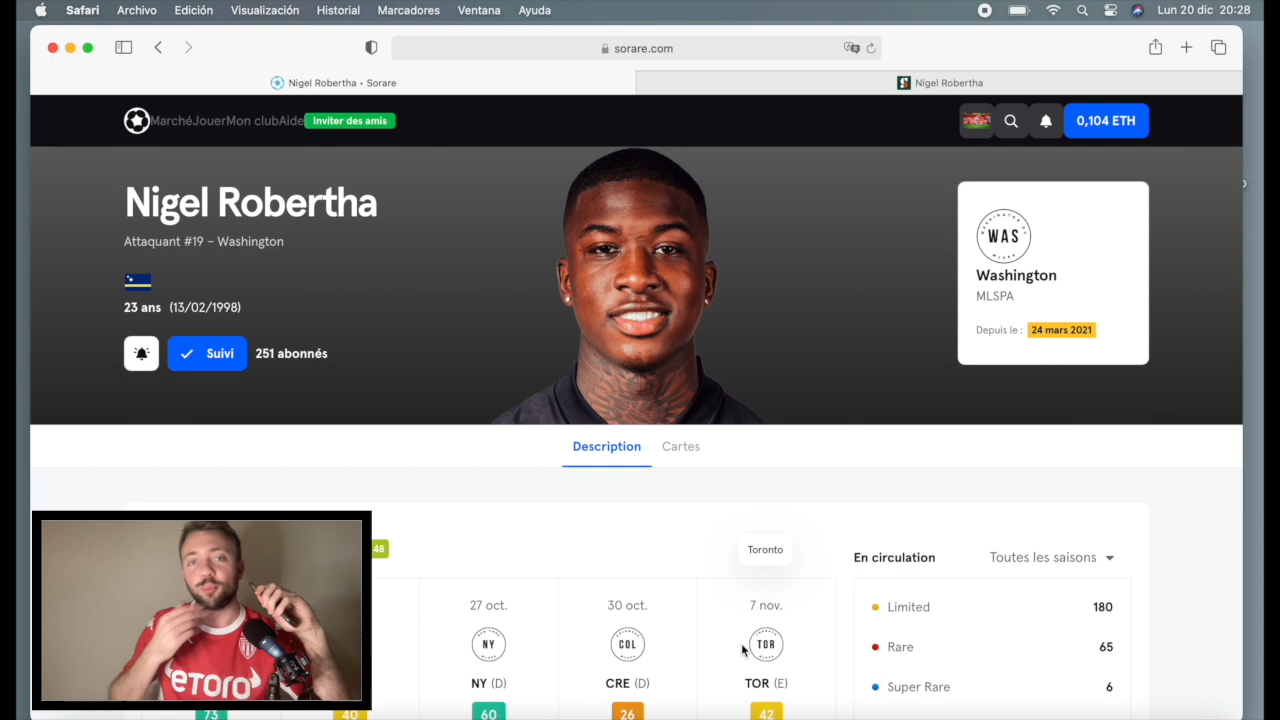 Safari Archivo Edición Visualización Historial Marcadores Ventana Ayuda Lun 20 dic 20:28
sorare.com
Nigel Robertha • Sorare Nigel Robertha
MarchéJouerMon clubAide Inviter des amis 0,104 ETH
Nigel Robertha
Attaquant #19 – Washington
23 ans (13/02/1998)
Suivi 251 abonnés
WAS
Washington
MLSPA
Depuis le : 24 mars 2021
Description Cartes
48
Toronto
27 oct. 30 oct. 7 nov.
NY COL TOR
NY (D) CRE (D) TOR (E)
73 40 60 26 42
En circulation Toutes les saisons
Limited 180
Rare 65
Super Rare 6
eToro